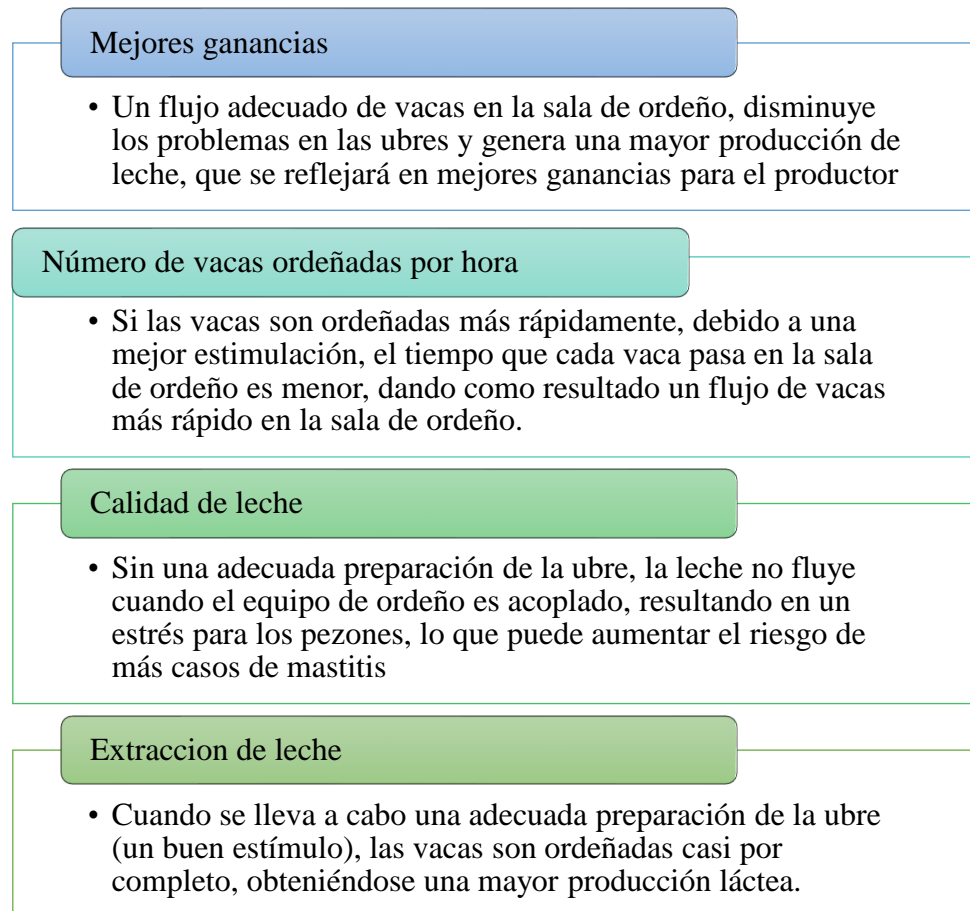 Mejores ganancias
• Un flujo adecuado de vacas en la sala de ordeño, disminuye
los problemas en las ubres y genera una mayor producción de
leche, que se reflejará en mejores ganancias para el productor
Número de vacas ordeñadas por hora
• Si las vacas son ordeñadas más rápidamente, debido a una
mejor estimulación, el tiempo que cada vaca pasa en la sala
de ordeño es menor, dando como resultado un flujo de vacas
más rápido en la sala de ordeño.
Calidad de leche
• Sin una adecuada preparación de la ubre, la leche no fluye
cuando el equipo de ordeño es acoplado, resultando en un
estrés para los pezones, lo que puede aumentar el riesgo de
más casos de mastitis
Extraccion de leche
• Cuando se lleva a cabo una adecuada preparación de la ubre
(un buen estímulo), las vacas son ordeñadas casi por
completo, obteniéndose una mayor producción láctea.